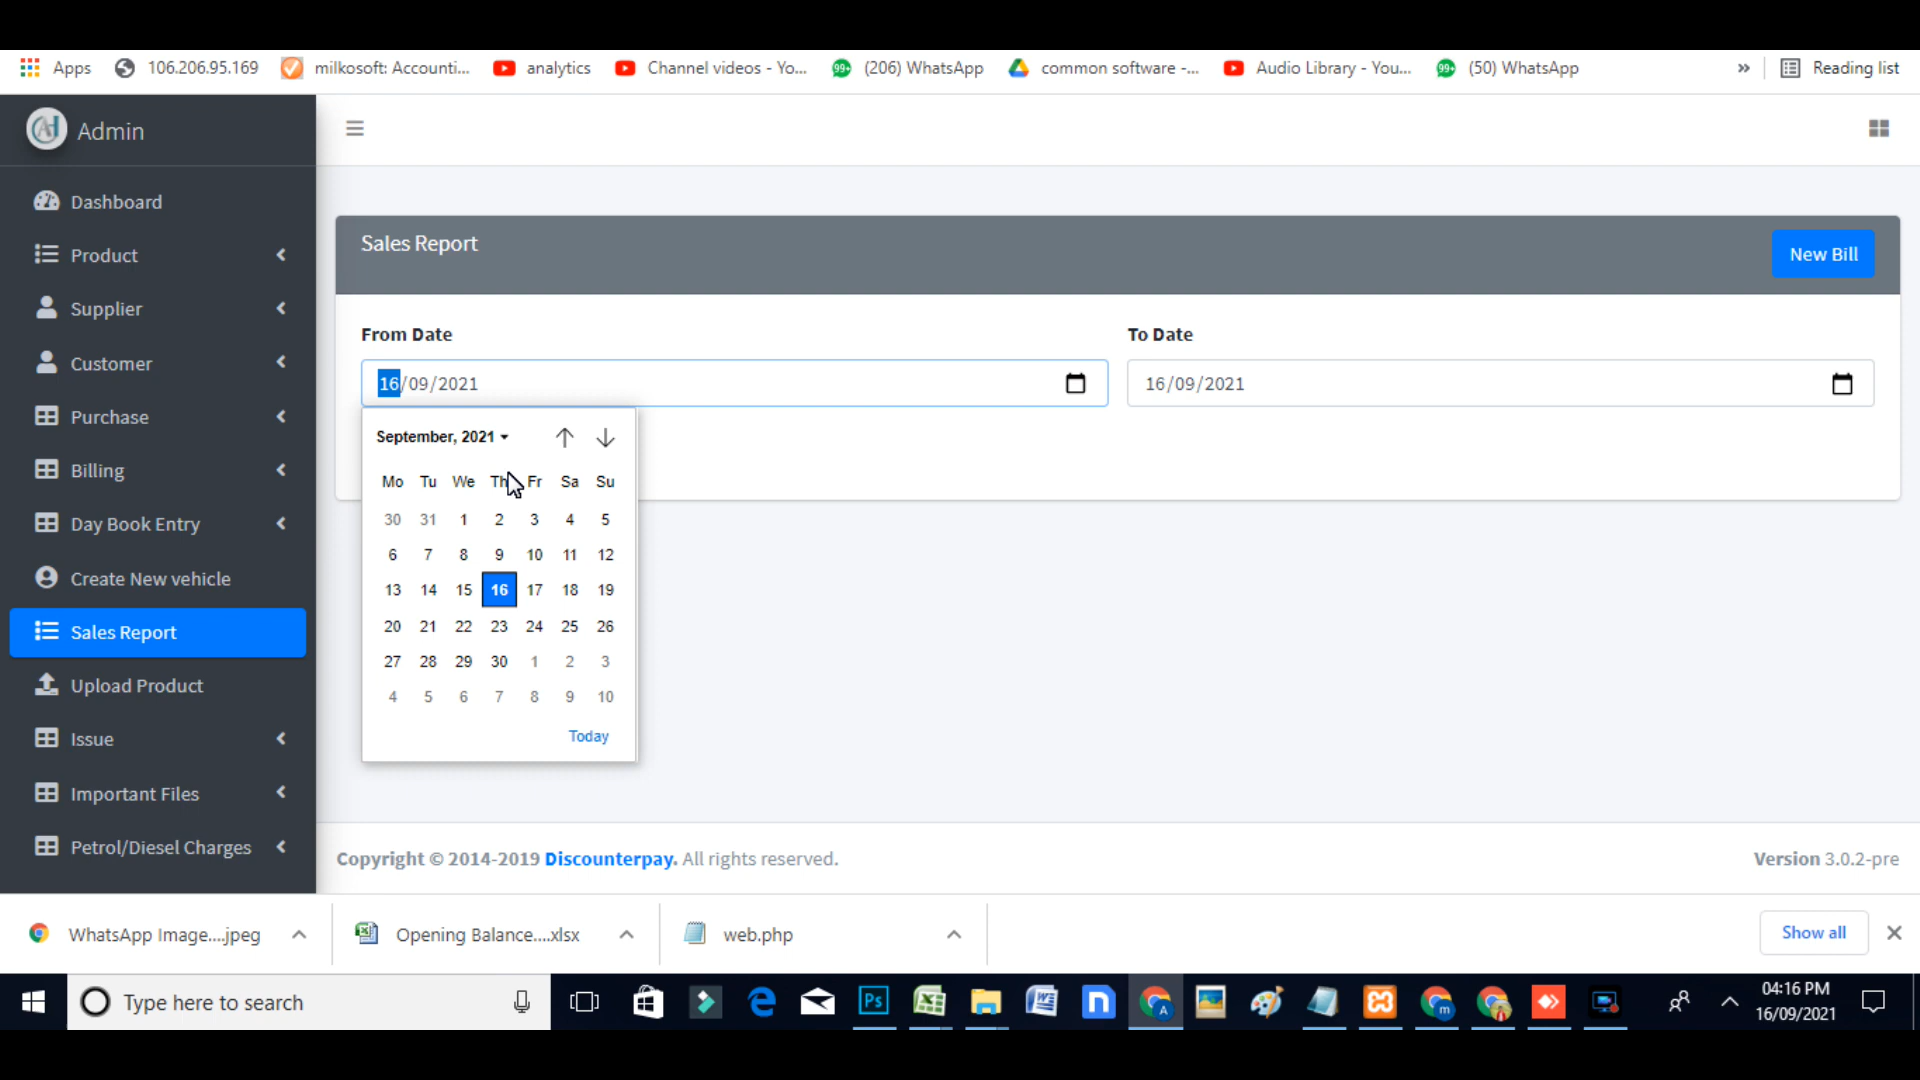 Apps 106.206.95.169 milkosoft: Accounti... analytics Channel videos - Yo... 99+ (206) WhatsApp common software -... Audio Library - You... 99+ (50) WhatsApp » Reading list
Admin
Dashboard
Product
Supplier
Customer
Purchase
Billing
Day Book Entry
Create New vehicle
Sales Report
Upload Product
Issue
Important Files
Petrol/Diesel Charges
Sales Report
New Bill
From Date To Date
16/09/2021 16/09/2021
September, 2021
Mo Tu We Th Fr Sa Su
30 31 1 2 3 4 5
6 7 8 9 10 11 12
13 14 15 16 17 18 19
20 21 22 23 24 25 26
27 28 29 30 1 2 3
4 5 6 7 8 9 10
Today
Copyright © 2014-2019 Discounterpay. All rights reserved. Version 3.0.2-pre
WhatsApp Image....jpeg Opening Balance....xlsx web.php Show all
Type here to search
Ps
A
m
04:16 PM
16/09/2021